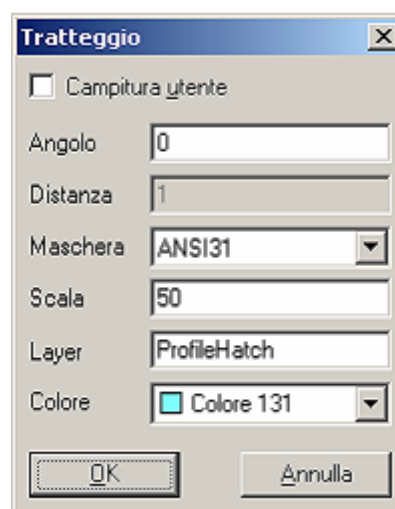 Tratteggio
Campitura utente
Angolo 0
Distanza 1
Maschera ANSI31
Scala 50
Layer ProfileHatch
Colore Colore 131
OK Annulla